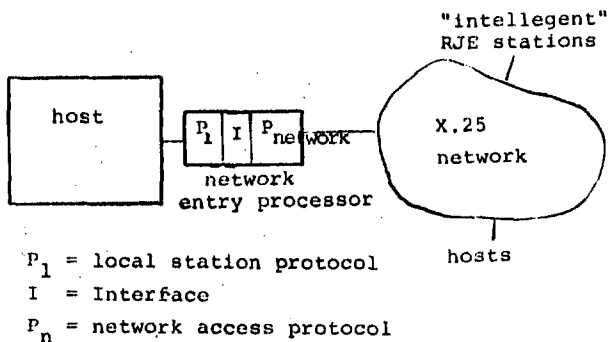 "intellegent"
RJE stations
host
P1 I Pnetwork
X.25
network
network
entry processor
hosts
P1 = local station protocol
I = Interface
Pn = network access protocol